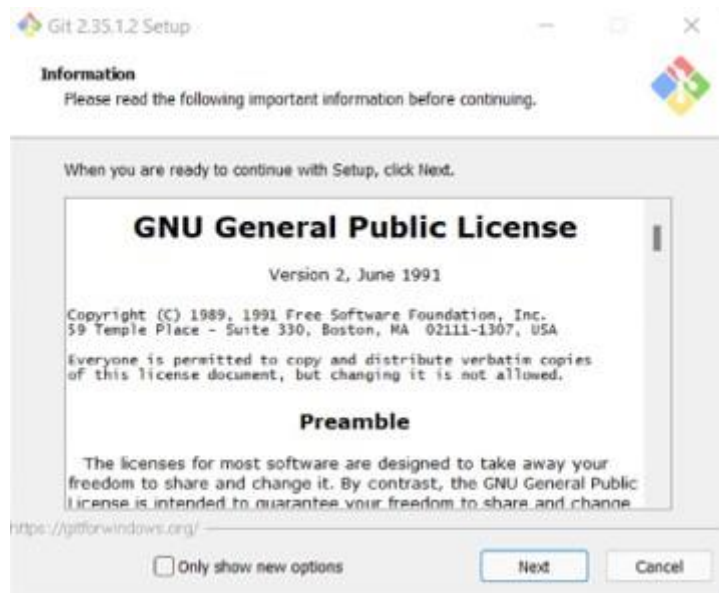 Git 2.35.1.2 Setup
Information
Please read the following important information before continuing.
When you are ready to continue with Setup, click Next.
GNU General Public License
Version 2, June 1991
Copyright (C) 1989, 1991 Free Software Foundation, Inc.
59 Temple Place - Suite 330, Boston, MA 02111-1307, USA
Everyone is permitted to copy and distribute verbatim copies
of this license document, but changing it is not allowed.
Preamble
The licenses for most software are designed to take away your
freedom to share and change it. By contrast, the GNU General Public
License is intended to guarantee your freedom to share and change
https://gitforwindows.org/
Only show new options
Next
Cancel